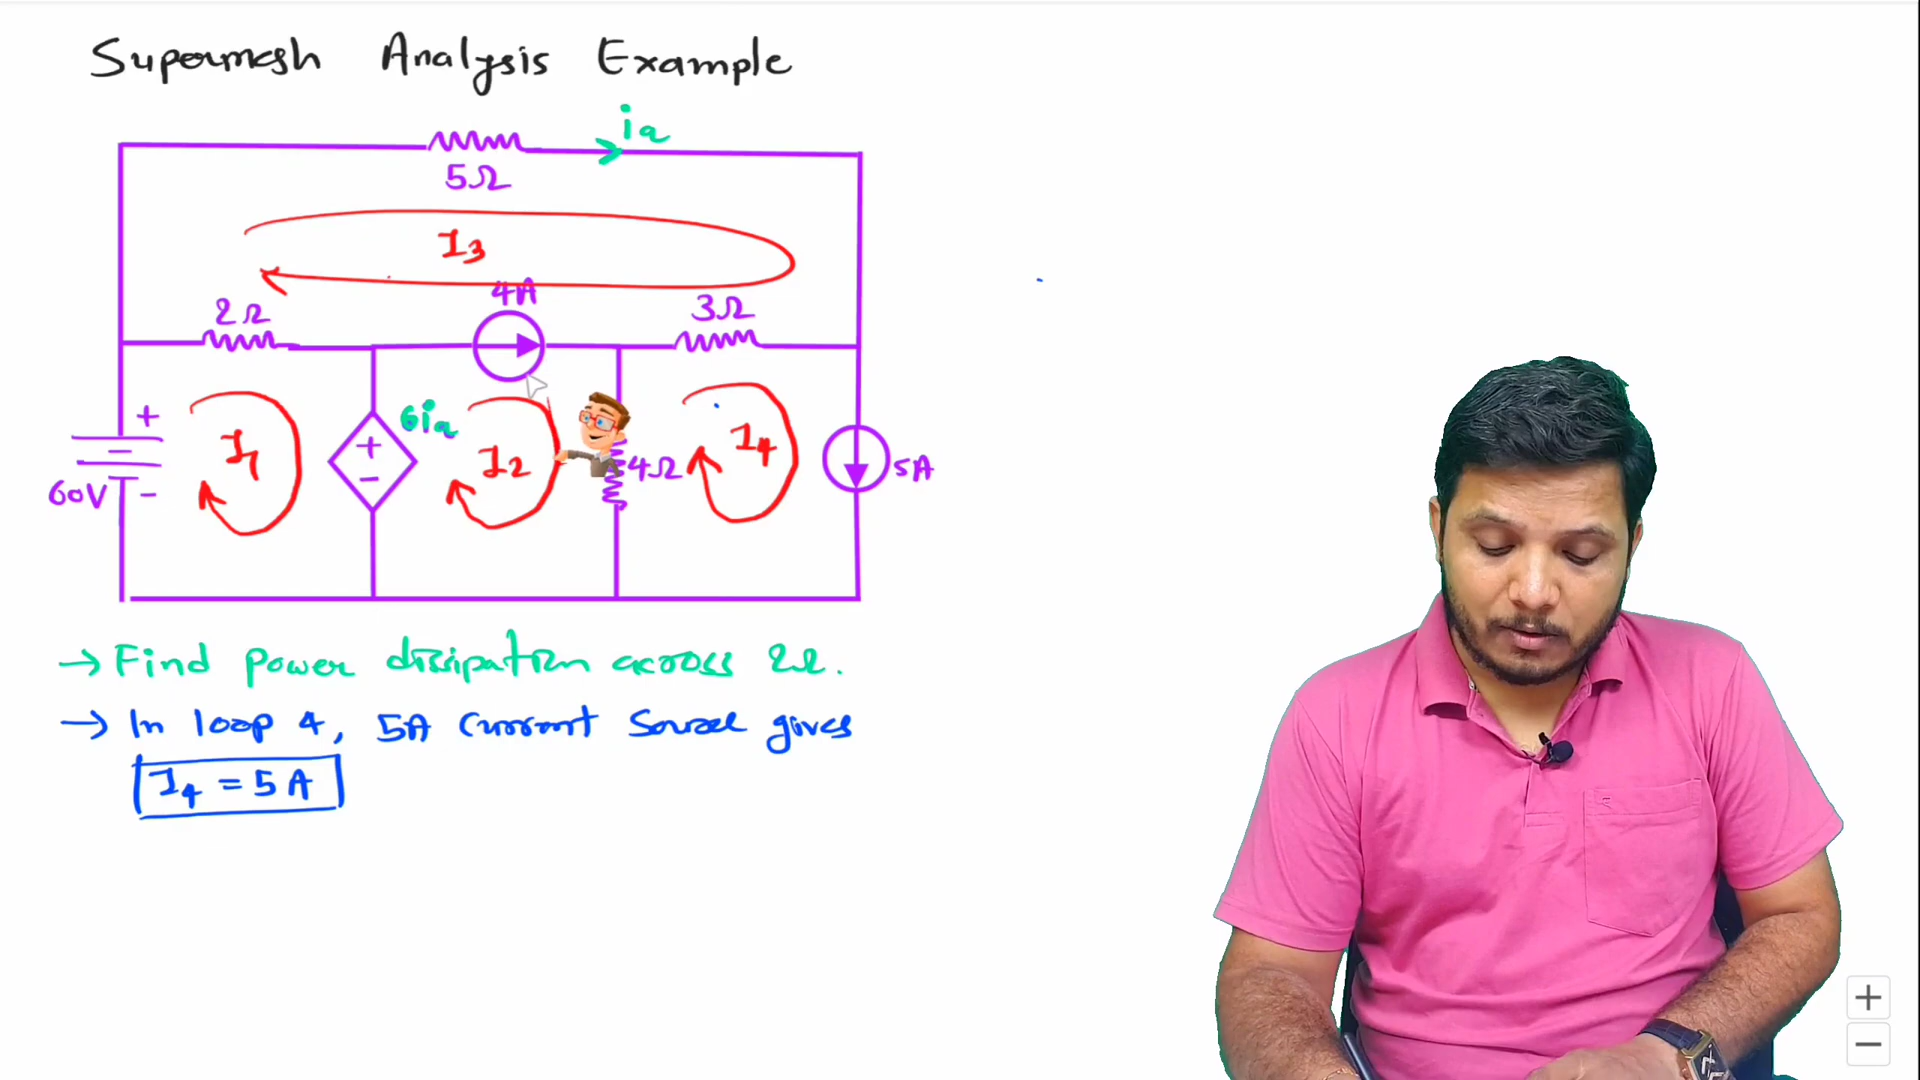 Supermesh Analysis Example
ia
5Ω
I3
4A
2Ω
3Ω
+
6ia
+
-
I1
I2
4Ω
I4
5A
60V
-
→ Find power dissipation across 2Ω.
→ In loop 4, 5A current source gives
I4 = 5A